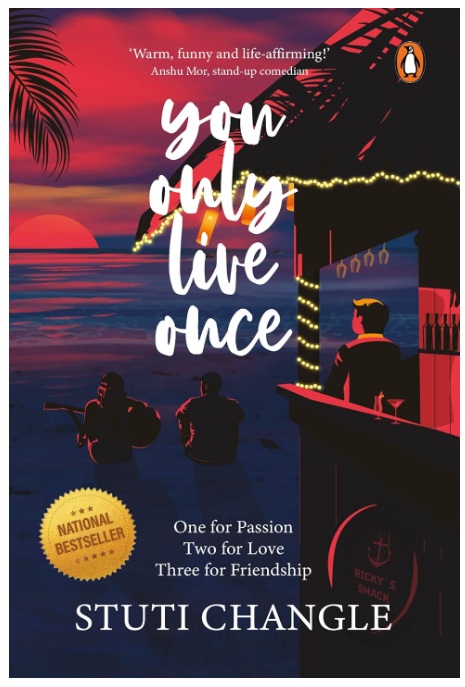 ‘Warm, funny and life-affirming!’
Anshu Mor, stand-up comedian
you
only
live
once
NATIONAL
BESTSELLER
One for Passion
Two for Love
Three for Friendship
RICKY'S
SHACK
STUTI CHANGLE